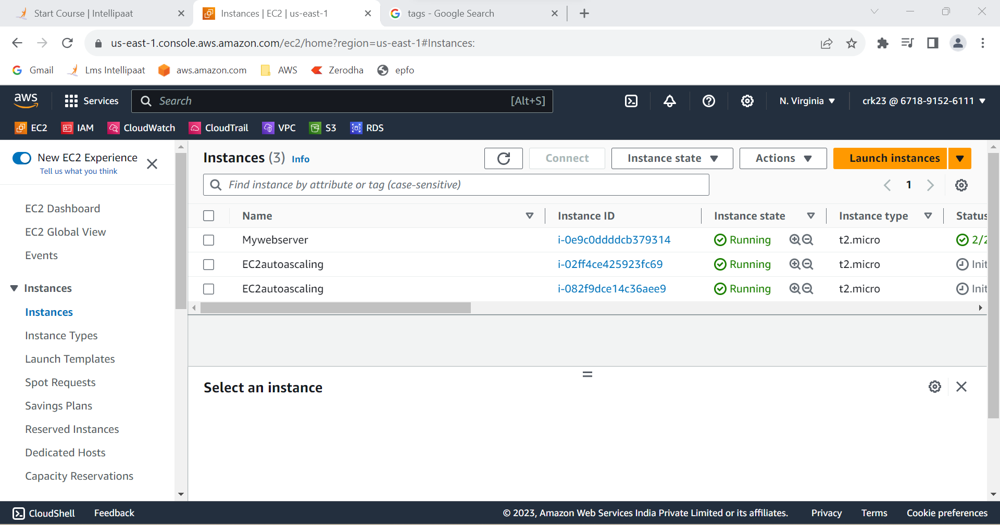 Start Course | Intellipaat
Instances | EC2 | us-east-1
tags - Google Search
us-east-1.console.aws.amazon.com/ec2/home?region=us-east-1#Instances:
Gmail Lms Intellipaat aws.amazon.com AWS Zerodha epfo
aws Services Search [Alt+S] N. Virginia crk23 @ 6718-9152-6111
EC2 IAM CloudWatch CloudTrail VPC S3 RDS
New EC2 Experience
Tell us what you think
EC2 Dashboard
EC2 Global View
Events
Instances
Instances
Instance Types
Launch Templates
Spot Requests
Savings Plans
Reserved Instances
Dedicated Hosts
Capacity Reservations
Instances (3) Info Connect Instance state Actions Launch instances
Find instance by attribute or tag (case-sensitive) 1
Name Instance ID Instance state Instance type Status
Mywebserver i-0e9c0ddddcb379314 Running t2.micro 2/2
EC2autoascaling i-02ff4ce425923fc69 Running t2.micro Init
EC2autoascaling i-082f9dce14c36aee9 Running t2.micro Init
Select an instance
CloudShell Feedback © 2023, Amazon Web Services India Private Limited or its affiliates. Privacy Terms Cookie preferences